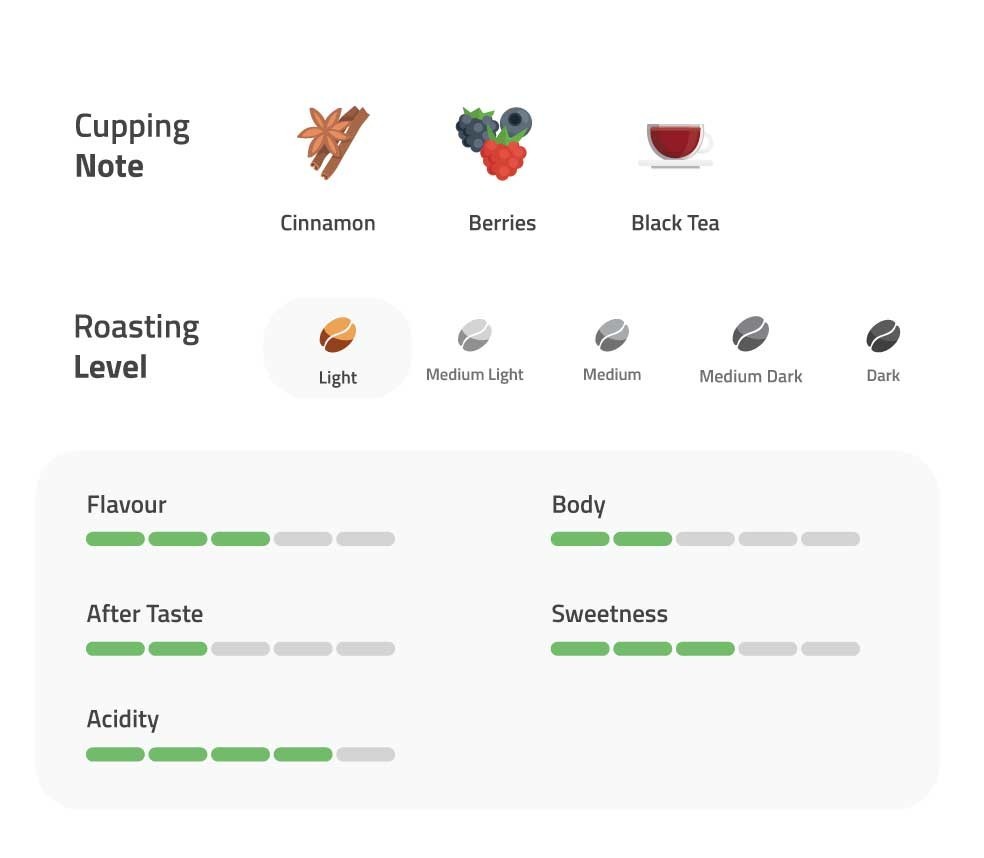 Cupping
Note
Cinnamon
Berries
Black Tea
Roasting
Level
Light
Medium Light
Medium
Medium Dark
Dark
Flavour
Body
After Taste
Sweetness
Acidity